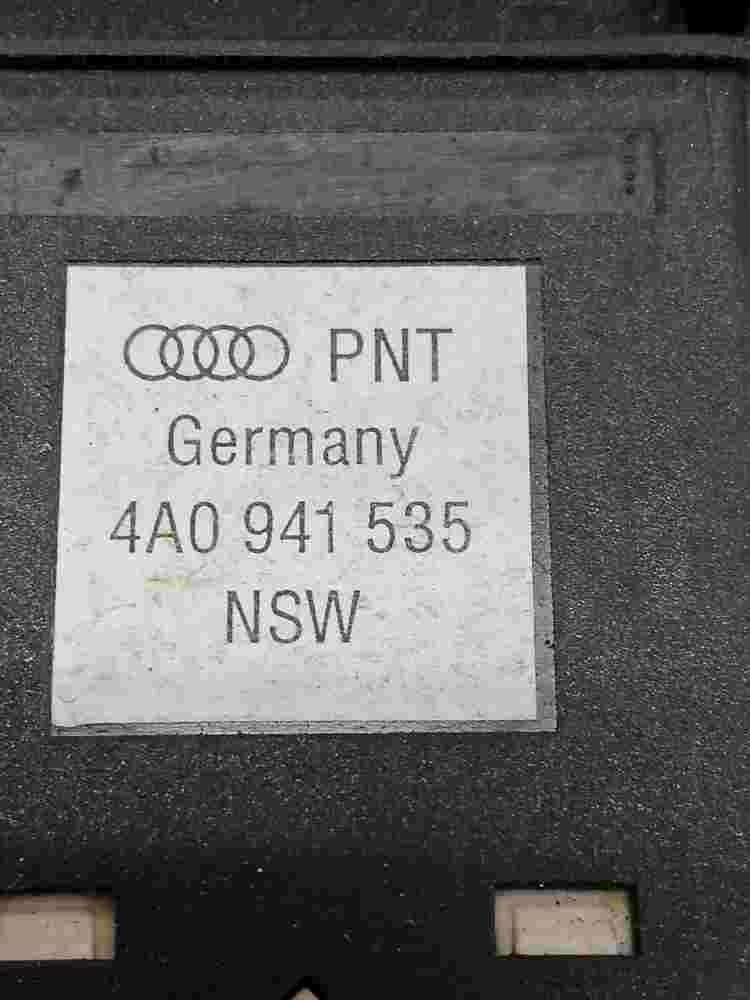 PNT
Germany
4A0 941 535
NSW